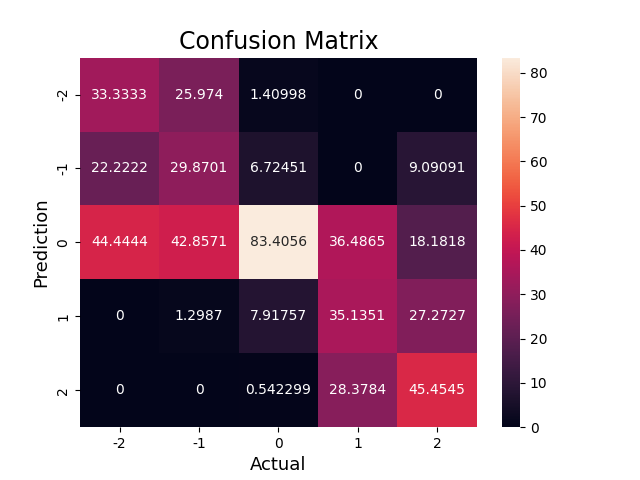 Confusion Matrix
Prediction
-2 33.3333 25.974 1.40998 0 0
-1 22.2222 29.8701 6.72451 0 9.09091
0 44.4444 42.8571 83.4056 36.4865 18.1818
1 0 1.2987 7.91757 35.1351 27.2727
2 0 0 0.542299 28.3784 45.4545
-2 -1 0 1 2
Actual
80
70
60
50
40
30
20
10
0